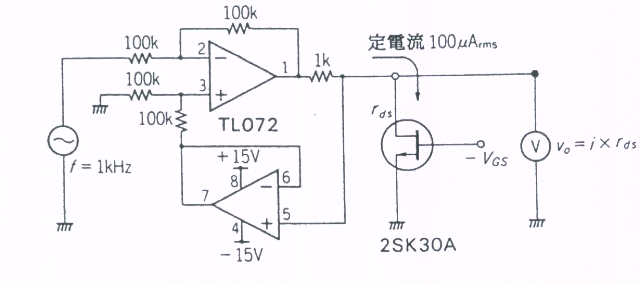 100k
100k
定電流 100μArms
2
1
1k
100k
3
TL072
100k
rds
+15V
8
6
V
vo = i × rds
−VGS
f = 1kHz
7
5
4
−15V
2SK30A